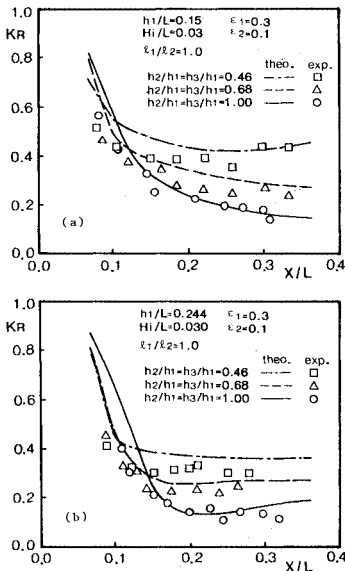 (a)
h1/L=0.15 ε1=0.3
Hi/L=0.03 ε2=0.1
ℓ1/ℓ2=1.0
theo. exp.
h2/h1=h3/h1=0.46
h2/h1=h3/h1=0.68
h2/h1=h3/h1=1.00
KR
1.0
0.8
0.6
0.4
0.2
0.0
0.0 0.1 0.2 0.3 0.4
X/L
(b)
h1/L=0.244 ε1=0.3
Hi/L=0.030 ε2=0.1
ℓ1/ℓ2=1.0
theo. exp.
h2/h1=h3/h1=0.46
h2/h1=h3/h1=0.68
h2/h1=h3/h1=1.00
1.0
KR
0.8
0.6
0.4
0.2
0.0
0.0 0.1 0.2 0.3 0.4
X/L